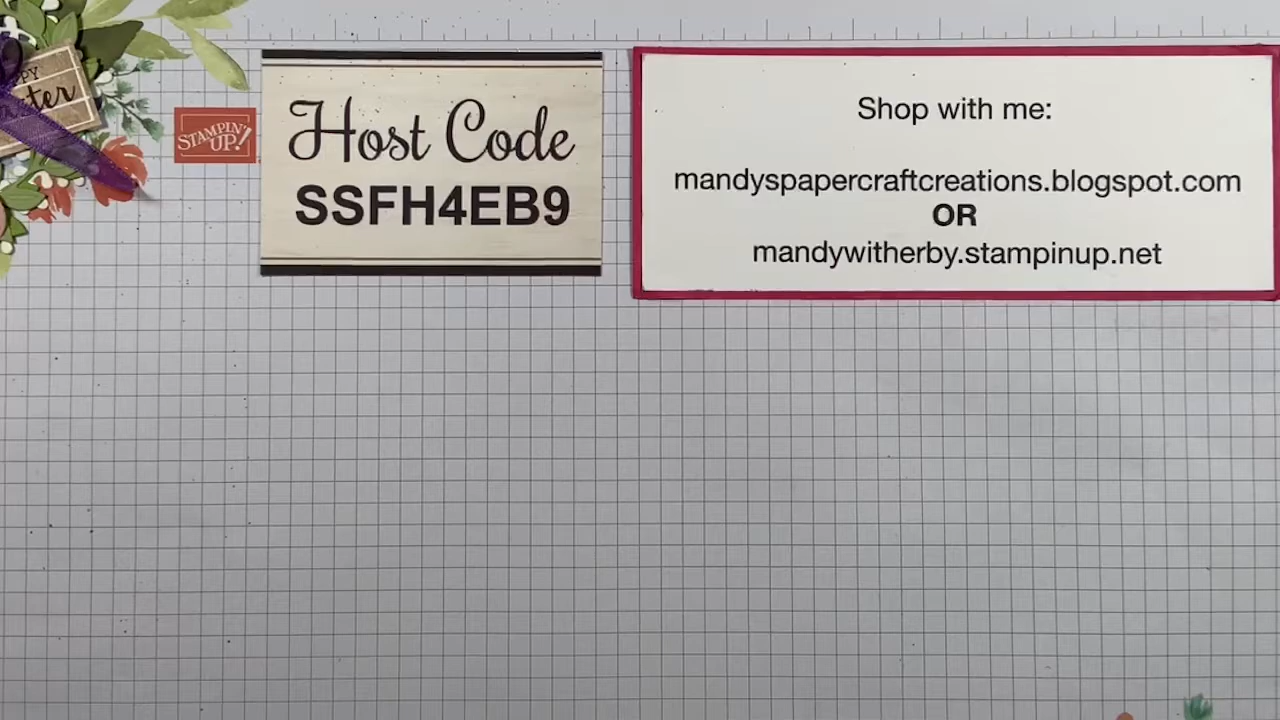 STAMPIN' UP!
Host Code
SSFH4EB9
Shop with me:
mandyspapercraftcreations.blogspot.com
OR
mandywitherby.stampinup.net